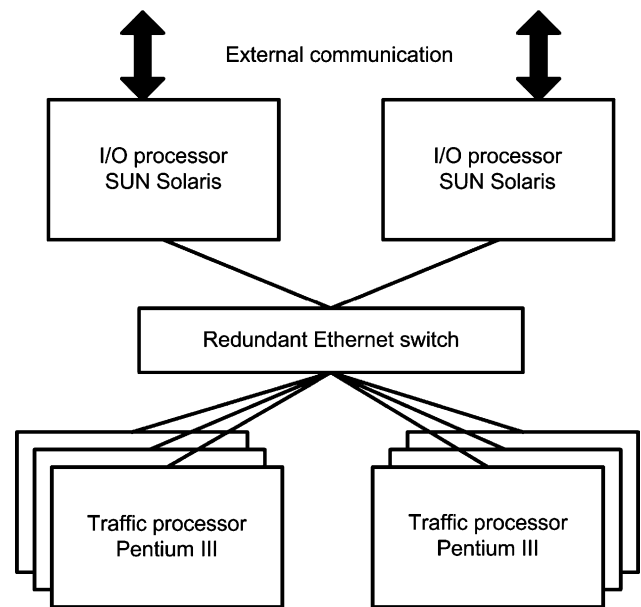 External communication
I/O processor
SUN Solaris
I/O processor
SUN Solaris
Redundant Ethernet switch
Traffic processor
Pentium III
Traffic processor
Pentium III